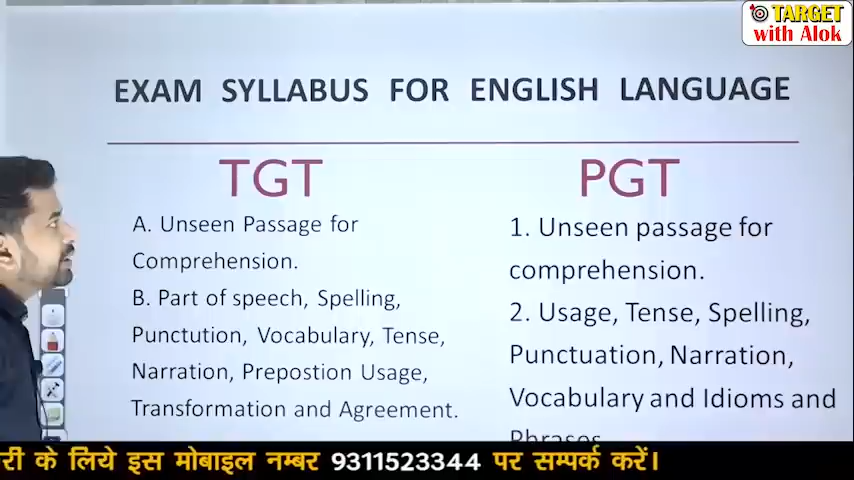 TARGET
with Alok
EXAM SYLLABUS FOR ENGLISH LANGUAGE
TGT
A. Unseen Passage for
Comprehension.
B. Part of speech, Spelling,
Punctution, Vocabulary, Tense,
Narration, Prepostion Usage,
Transformation and Agreement.
PGT
1. Unseen passage for
comprehension.
2. Usage, Tense, Spelling,
Punctuation, Narration,
Vocabulary and Idioms and
Phrases
री के लिये इस मोबाइल नम्बर 9311523344 पर सम्पर्क करें।